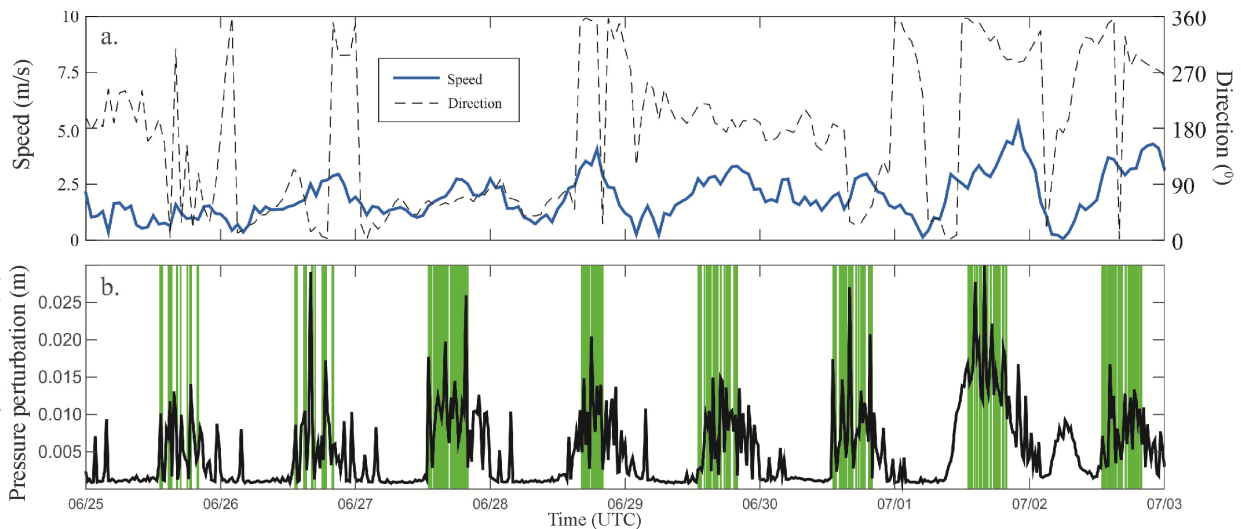 a.
Speed (m/s)
10
7.5
5.0
2.5
0
Speed
Direction
360
270
180
90
0
Direction (⁰)
b.
Pressure perturbation (m)
0.025
0.020
0.015
0.010
0.005
06/25 06/26 06/27 06/28 06/29 06/30 07/01 07/02 07/03
Time (UTC)